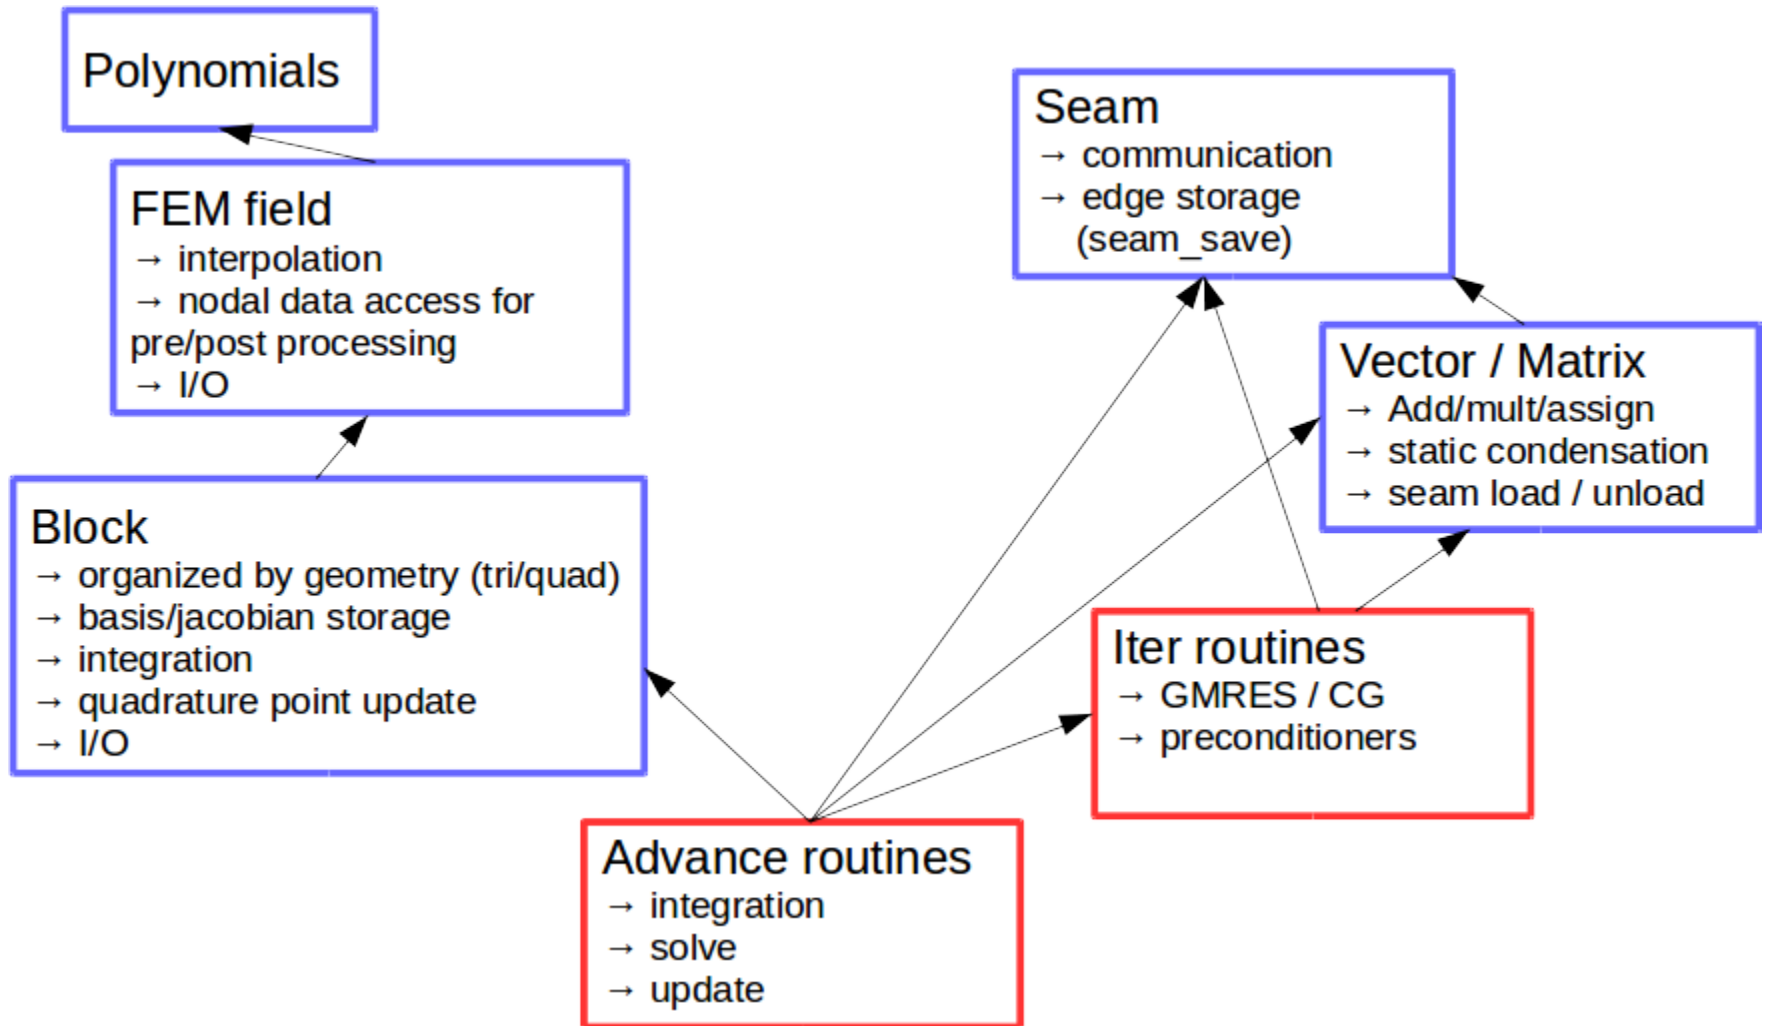 Polynomials
FEM field
→ interpolation
→ nodal data access for
pre/post processing
→ I/O
Block
→ organized by geometry (tri/quad)
→ basis/jacobian storage
→ integration
→ quadrature point update
→ I/O
Seam
→ communication
→ edge storage
(seam_save)
Vector / Matrix
→ Add/mult/assign
→ static condensation
→ seam load / unload
Iter routines
→ GMRES / CG
→ preconditioners
Advance routines
→ integration
→ solve
→ update